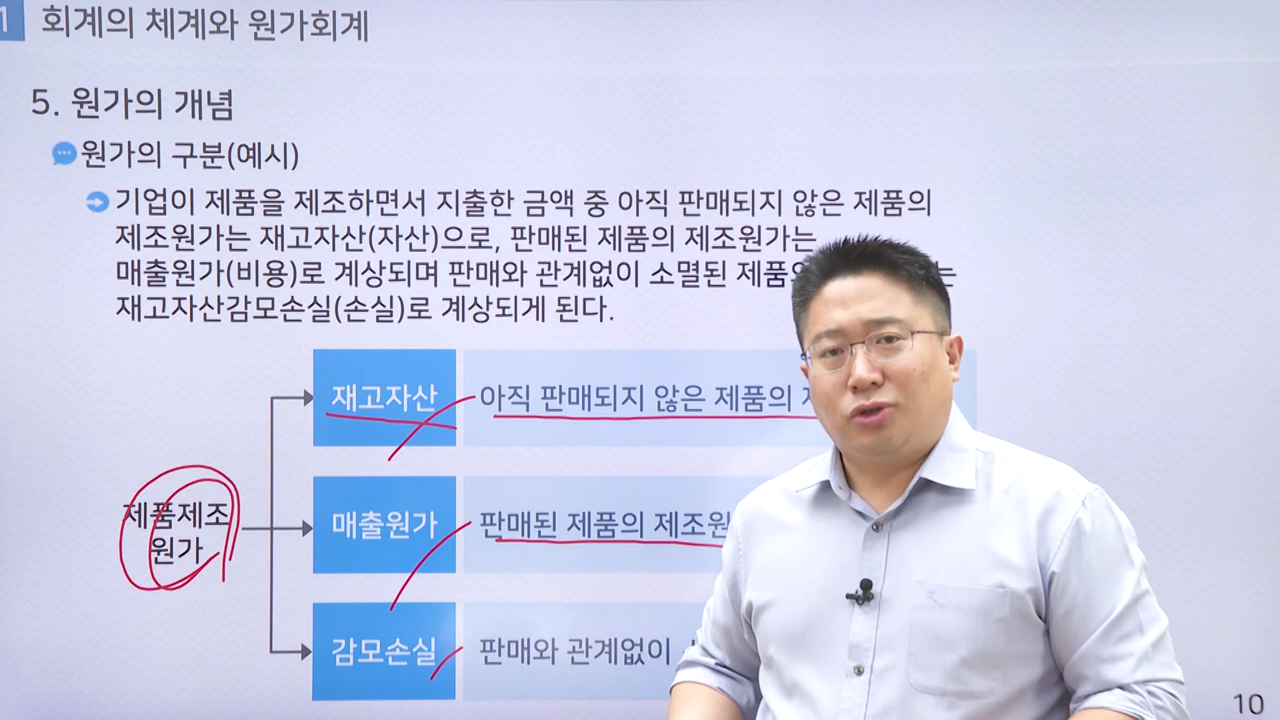 1 회계의 체계와 원가회계
5. 원가의 개념
원가의 구분(예시)
기업이 제품을 제조하면서 지출한 금액 중 아직 판매되지 않은 제품의
제조원가는 재고자산(자산)으로, 판매된 제품의 제조원가는
매출원가(비용)로 계상되며 판매와 관계없이 소멸된 제품의 는
재고자산감모손실(손실)로 계상되게 된다.
재고자산 아직 판매되지 않은 제품의
제품제조
원가
매출원가 판매된 제품의 제조원
감모손실 판매와 관계없이
10